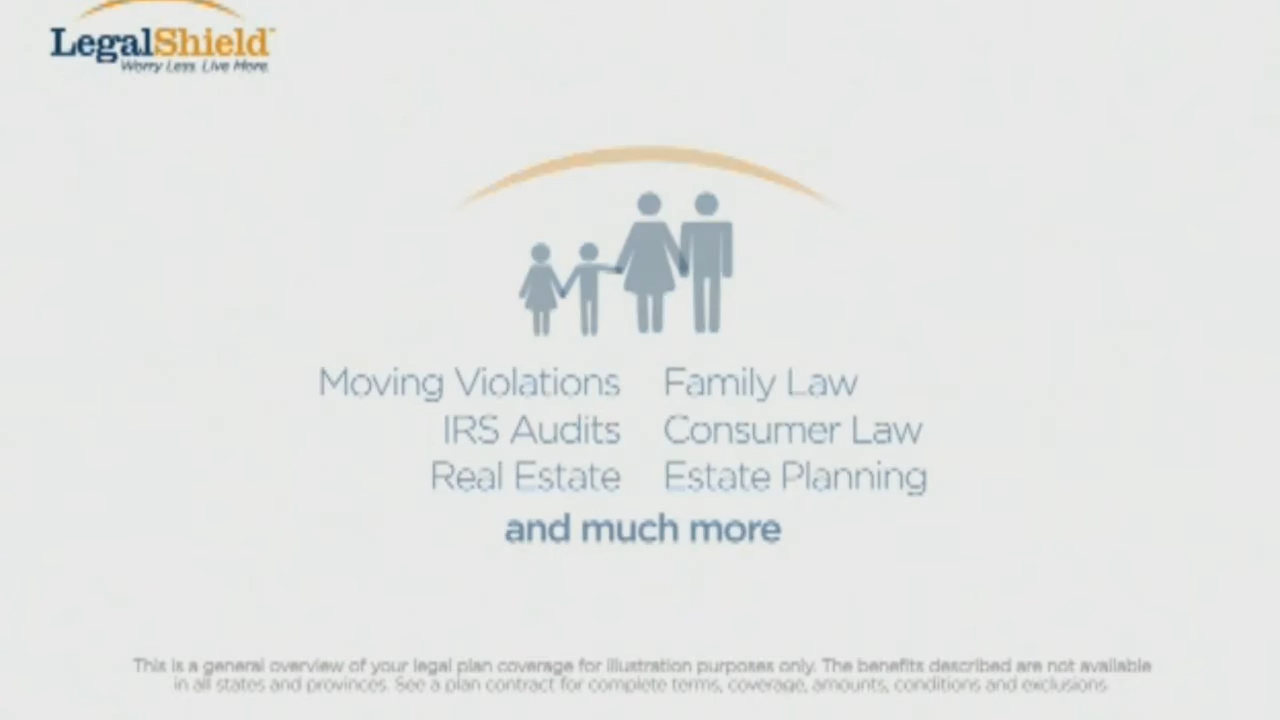 LegalShield™
Worry Less. Live More.
Moving Violations Family Law
IRS Audits Consumer Law
Real Estate Estate Planning
and much more
This is a general overview of your legal plan coverage for illustration purposes only. The benefits described are not available
in all states and provinces. See a plan contract for complete terms, coverage, amounts, conditions and exclusions.